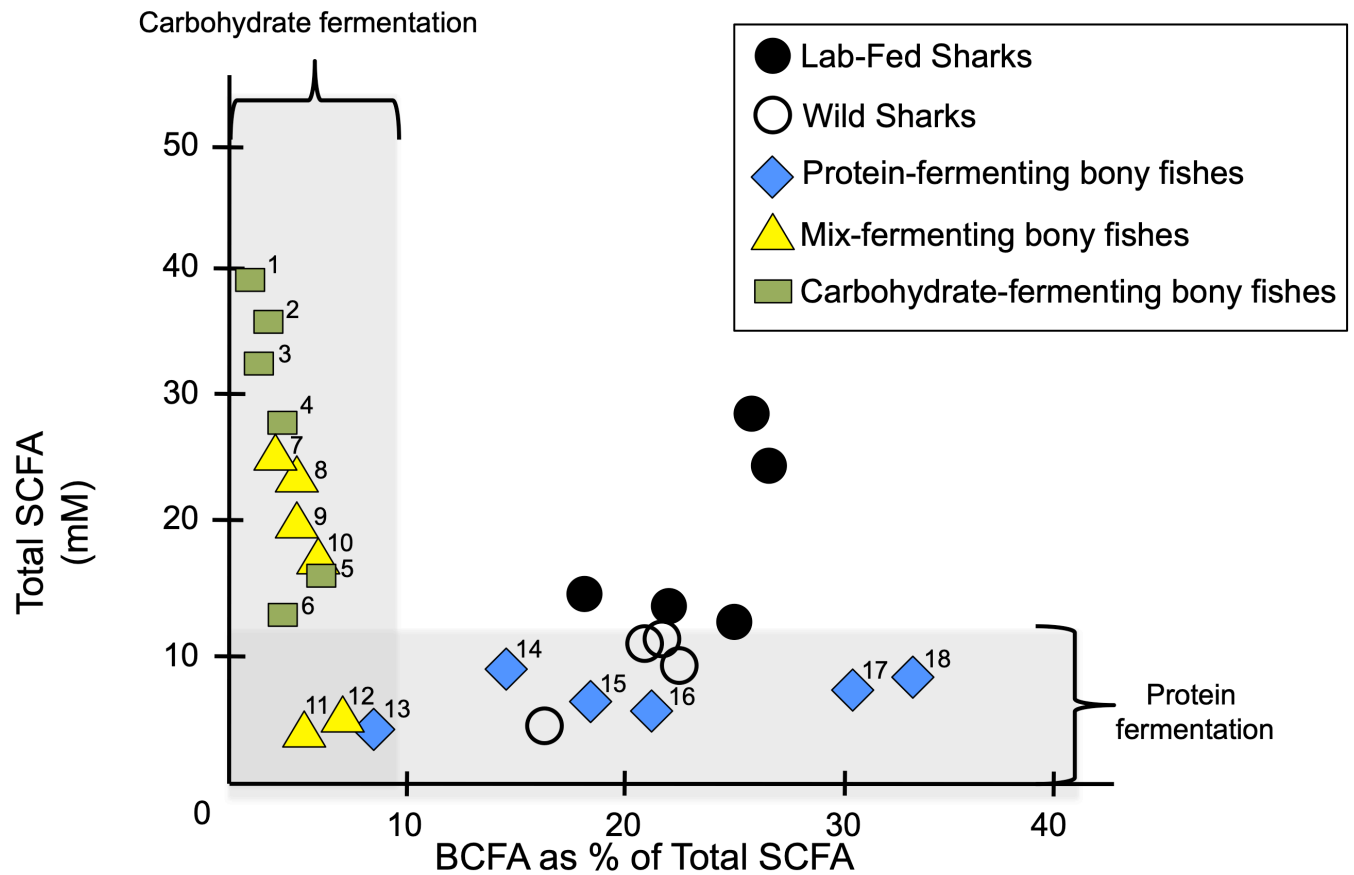 Carbohydrate fermentation
Lab-Fed Sharks
Wild Sharks
Protein-fermenting bony fishes
Mix-fermenting bony fishes
Carbohydrate-fermenting bony fishes
50
40
30
20
10
0
Total SCFA
(mM)
1
2
3
4
7
8
9
10
5
6
14
15
16
17
18
11
12
13
Protein
fermentation
10
20
30
40
BCFA as % of Total SCFA